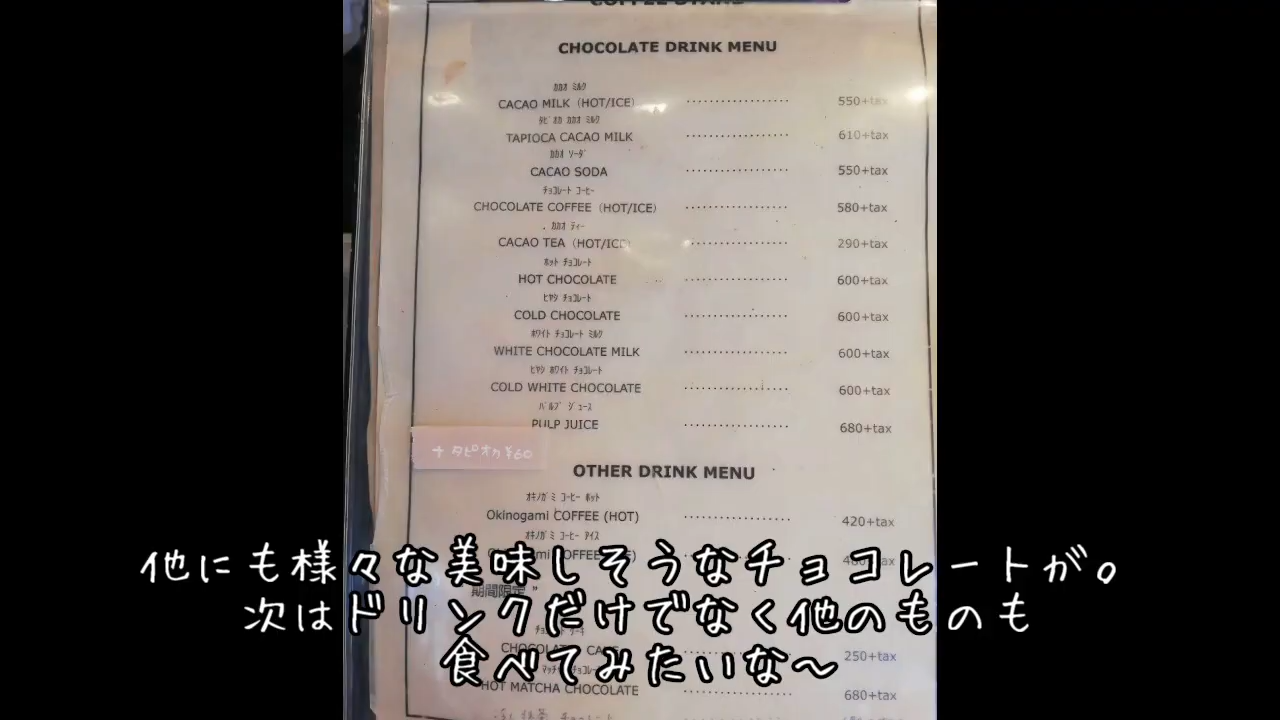 COFFEE STAND
CHOCOLATE DRINK MENU
カカオ ミルク
CACAO MILK (HOT/ICE) 550+tax
タピオカ カカオ ミルク
TAPIOCA CACAO MILK 610+tax
カカオ ソーダ
CACAO SODA 550+tax
チョコレート コーヒー
CHOCOLATE COFFEE (HOT/ICE) 580+tax
カカオ ティー
CACAO TEA (HOT/ICE) 290+tax
ホット チョコレート
HOT CHOCOLATE 600+tax
ヒヤシ チョコレート
COLD CHOCOLATE 600+tax
ホワイト チョコレート ミルク
WHITE CHOCOLATE MILK 600+tax
ヒヤシ ホワイト チョコレート
COLD WHITE CHOCOLATE 600+tax
パルプ ジュース
PULP JUICE 680+tax
+タピオカ ¥60
OTHER DRINK MENU
オキノガミ コーヒー ホット
Okinogami COFFEE (HOT) 420+tax
オキノガミ コーヒー アイス
他にも様々な美味しそうなチョコレートが。
期間限定"
次はドリンクだけでなく他のものも
250+tax
食べてみたいな～
HOT MATCHA CHOCOLATE 680+tax